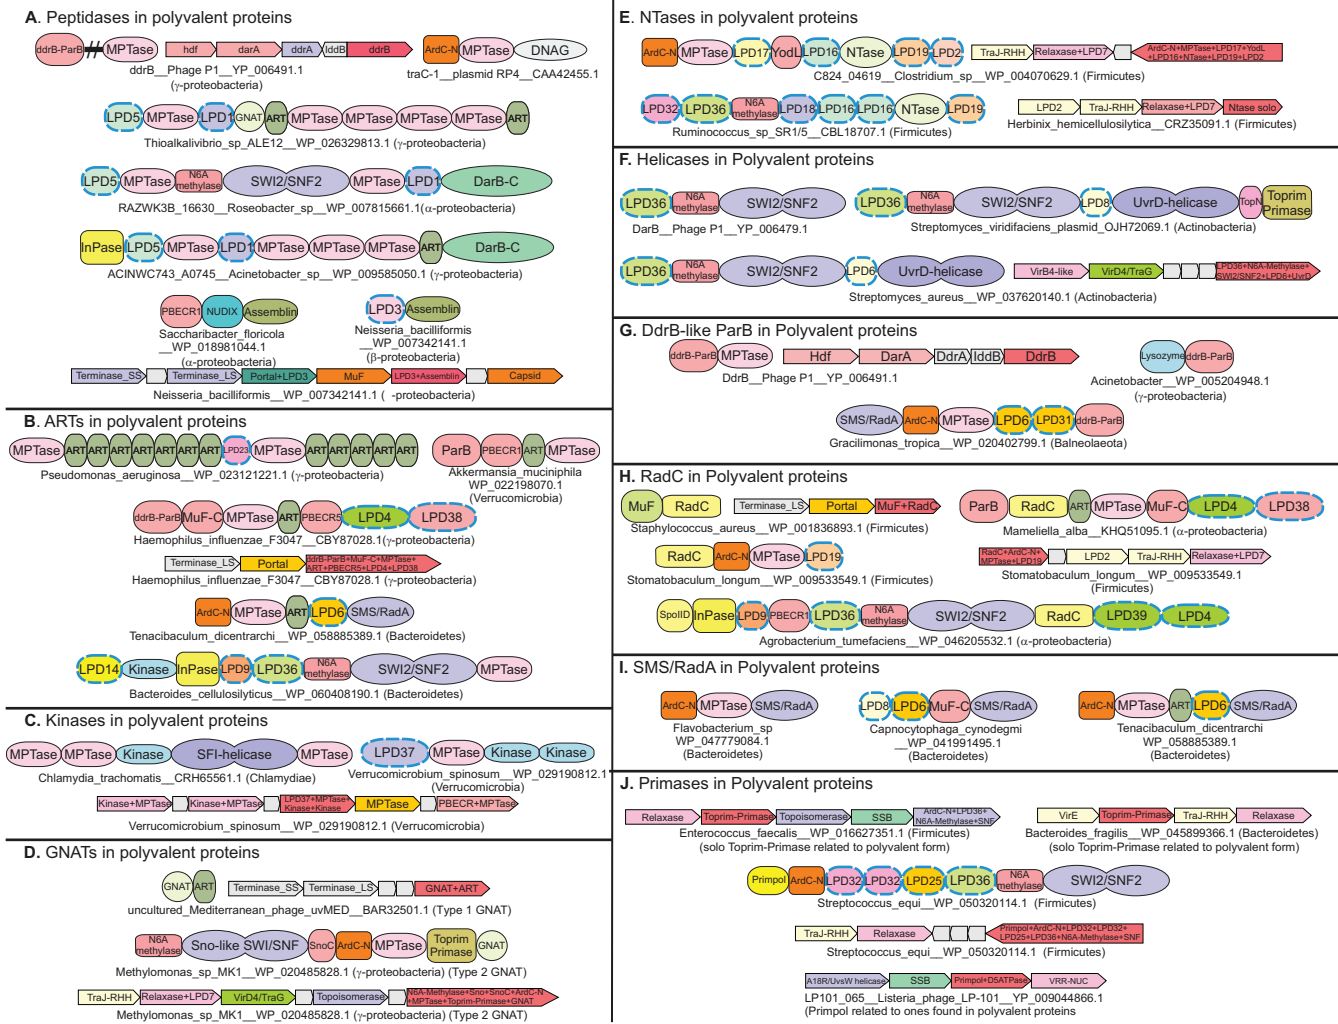 A. Peptidases in polyvalent proteins
ddrB-ParB MPTase hdf darA ddrA lddB ddrB ArdC-N MPTase DNAG
ddrB__Phage P1__YP_006491.1
(γ-proteobacteria)
traC-1__plasmid RP4__CAA42455.1
LPD5 MPTase LPD1 GNAT ART MPTase MPTase MPTase MPTase ART
Thioalkalivibrio_sp_ALE12__WP_026329813.1 (γ-proteobacteria)
LPD5 MPTase N6A methylase SWI2/SNF2 MPTase LPD1 DarB-C
RAZWK3B_16630__Roseobacter_sp__WP_007815661.1(α-proteobacteria)
InPase LPD5 MPTase LPD1 MPTase MPTase MPTase ART DarB-C
ACINWC743_A0745__Acinetobacter_sp__WP_009585050.1 (γ-proteobacteria)
PBECR1 NUDIX Assemblin
Saccharibacter_floricola
__WP_018981044.1
(α-proteobacteria)
LPD3 Assemblin
Neisseria_bacilliformis
__WP_007342141.1
(β-proteobacteria)
Terminase_SS Terminase_LS Portal+LPD3 MuF LPD3+Assemblin Capsid
Neisseria_bacilliformis__WP_007342141.1 ( -proteobacteria)
B. ARTs in polyvalent proteins
MPTase ART ART ART ART ART ART LPD23 MPTase ART ART ART ART ART
Pseudomonas_aeruginosa__WP_023121221.1 (γ-proteobacteria)
ParB PBECR1 ART MPTase
Akkermansia_muciniphila
WP_022198070.1
(Verrucomicrobia)
ddrB-ParB MuF-C MPTase ART PBECR5 LPD4 LPD38
Haemophilus_influenzae_F3047__CBY87028.1(γ-proteobacteria)
Terminase_LS Portal ddrB-ParB+MuF-C+MPTase+
ART+PBECR5+LPD4+LPD38
Haemophilus_influenzae_F3047__CBY87028.1 (γ-proteobacteria)
ArdC-N MPTase ART LPD6 SMS/RadA
Tenacibaculum_dicentrarchi__WP_058885389.1 (Bacteroidetes)
LPD14 Kinase InPase LPD9 LPD36 N6A methylase SWI2/SNF2 MPTase
Bacteroides_cellulosilyticus__WP_060408190.1 (Bacteroidetes)
C. Kinases in polyvalent proteins
MPTase MPTase Kinase SFI-helicase MPTase
Chlamydia_trachomatis__CRH65561.1 (Chlamydiae)
LPD37 MPTase Kinase Kinase
Verrucomicrobium_spinosum__WP_029190812.1
(Verrucomicrobia)
Kinase+MPTase Kinase+MPTase LPD37+MPTase+
Kinase+Kinase MPTase PBECR+MPTase
Verrucomicrobium_spinosum__WP_029190812.1 (Verrucomicrobia)
D. GNATs in polyvalent proteins
GNAT ART Terminase_SS Terminase_LS GNAT+ART
uncultured_Mediterranean_phage_uvMED__BAR32501.1 (Type 1 GNAT)
N6A methylase Sno-like SWI/SNF SnoC ArdC-N MPTase Toprim Primase GNAT
Methylomonas_sp_MK1__WP_020485828.1 (γ-proteobacteria) (Type 2 GNAT)
TraJ-RHH Relaxase+LPD7 VirD4/TraG Topoisomerase N6A-Methylase+Sno+SnoC+ArdC-N
+MPTase+Toprim-Primase+GNAT
Methylomonas_sp_MK1__WP_020485828.1 (γ-proteobacteria) (Type 2 GNAT)
E. NTases in polyvalent proteins
ArdC-N MPTase LPD17 YodL LPD16 NTase LPD19 LPD2 TraJ-RHH Relaxase+LPD7 ArdC-N+MPTase+LPD17+YodL
+LPD16+NTase+LPD19+LPD2
C824_04619__Clostridium_sp__WP_004070629.1 (Firmicutes)
LPD32 LPD36 N6A methylase LPD18 LPD16 LPD16 NTase LPD19
Ruminococcus_sp_SR1/5__CBL18707.1 (Firmicutes)
LPD2 TraJ-RHH Relaxase+LPD7 Ntase solo
Herbinix_hemicellulosilytica__CRZ35091.1 (Firmicutes)
F. Helicases in Polyvalent proteins
LPD36 N6A methylase SWI2/SNF2
DarB__Phage P1__YP_006479.1
LPD36 N6A methylase SWI2/SNF2 LPD8 UvrD-helicase TopN Toprim Primase
Streptomyces_viridifaciens_plasmid_OJH72069.1 (Actinobacteria)
LPD36 N6A methylase SWI2/SNF2 LPD6 UvrD-helicase VirB4-like VirD4/TraG LPD36+N6A-Methylase+
SWI2/SNF2+LPD6+UvrD
Streptomyces_aureus__WP_037620140.1 (Actinobacteria)
G. DdrB-like ParB in Polyvalent proteins
ddrB-ParB MPTase Hdf DarA DdrA lddB DdrB
DdrB__Phage P1__YP_006491.1
Lysozyme ddrB-ParB
Acinetobacter__WP_005204948.1
(γ-proteobacteria)
SMS/RadA ArdC-N MPTase LPD6 LPD31 ddrB-ParB
Gracilimonas_tropica__WP_020402799.1 (Balneolaeota)
H. RadC in Polyvalent proteins
MuF RadC Terminase_LS Portal MuF+RadC
Staphylococcus_aureus__WP_001836893.1 (Firmicutes)
ParB RadC ART MPTase MuF-C LPD4 LPD38
Mameliella_alba__KHQ51095.1 (α-proteobacteria)
RadC ArdC-N MPTase LPD19
Stomatobaculum_longum__WP_009533549.1 (Firmicutes)
RadC+ArdC-N+
MPTase+LPD19 LPD2 TraJ-RHH Relaxase+LPD7
Stomatobaculum_longum__WP_009533549.1
(Firmicutes)
SpoIID InPase LPD9 PBECR1 LPD36 N6A methylase SWI2/SNF2 RadC LPD39 LPD4
Agrobacterium_tumefaciens__WP_046205532.1 (α-proteobacteria)
I. SMS/RadA in Polyvalent proteins
ArdC-N MPTase SMS/RadA
Flavobacterium_sp
WP_047779084.1
(Bacteroidetes)
LPD8 LPD6 MuF-C SMS/RadA
Capnocytophaga_cynodegmi
__WP_041991495.1
(Bacteroidetes)
ArdC-N MPTase ART LPD6 SMS/RadA
Tenacibaculum_dicentrarchi
WP_058885389.1
(Bacteroidetes)
J. Primases in Polyvalent proteins
Relaxase Toprim-Primase Topoisomerase SSB ArdC-N+LPD36+
N6A-Methylase+SNF
Enterococcus_faecalis__WP_016627351.1 (Firmicutes)
(solo Toprim-Primase related to polyvalent form)
VirE Toprim-Primase TraJ-RHH Relaxase
Bacteroides_fragilis__WP_045899366.1 (Bacteroidetes)
(solo Toprim-Primase related to polyvalent form)
Primpol ArdC-N LPD32 LPD32 LPD25 LPD36 N6A methylase SWI2/SNF2
Streptococcus_equi__WP_050320114.1 (Firmicutes)
TraJ-RHH Relaxase Primpol+ArdC-N+LPD32+LPD32+
LPD25+LPD36+N6A-Methylase+SNF
Streptococcus_equi__WP_050320114.1 (Firmicutes)
A18R/UvsW helicase SSB Primpol+D5ATPase VRR-NUC
LP101_065__Listeria_phage_LP-101__YP_009044866.1
(Primpol related to ones found in polyvalent proteins